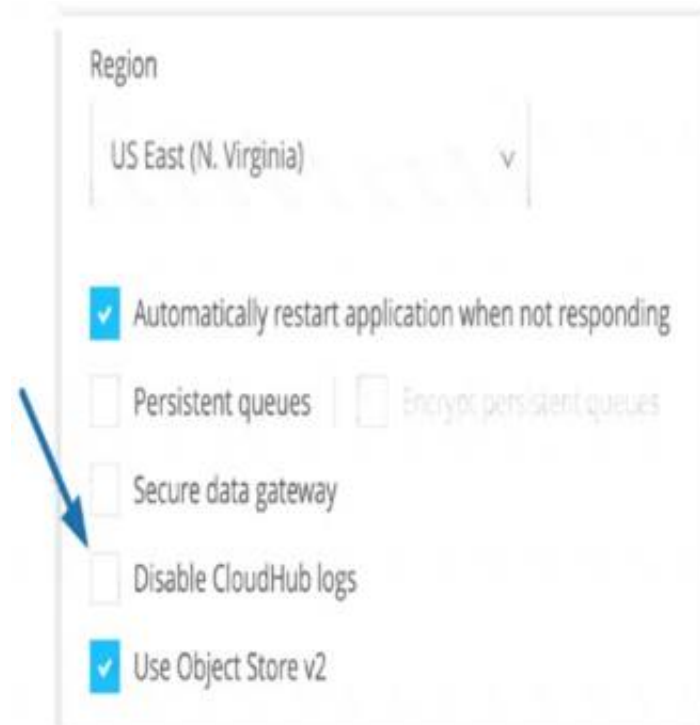 Region
US East (N. Virginia)
Automatically restart application when not responding
Persistent queues Encrypt persistent queues
Secure data gateway
Disable CloudHub logs
Use Object Store v2